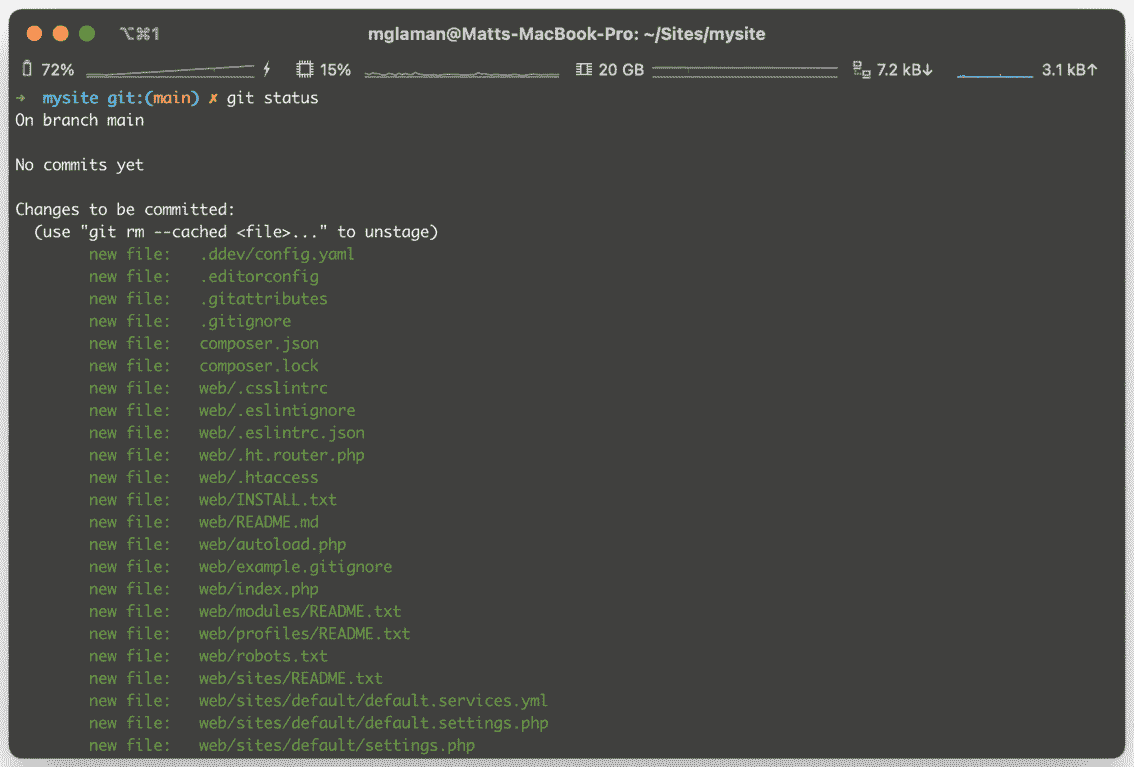 ⌥⌘1 mglaman@Matts-MacBook-Pro: ~/Sites/mysite
72% 15% 20 GB 7.2 kB↓ 3.1 kB↑
→ mysite git:(main) ✗ git status
On branch main
No commits yet
Changes to be committed:
(use "git rm --cached <file>..." to unstage)
new file: .ddev/config.yaml
new file: .editorconfig
new file: .gitattributes
new file: .gitignore
new file: composer.json
new file: composer.lock
new file: web/.csslintrc
new file: web/.eslintignore
new file: web/.eslintrc.json
new file: web/.ht.router.php
new file: web/.htaccess
new file: web/INSTALL.txt
new file: web/README.md
new file: web/autoload.php
new file: web/example.gitignore
new file: web/index.php
new file: web/modules/README.txt
new file: web/profiles/README.txt
new file: web/robots.txt
new file: web/sites/README.txt
new file: web/sites/default/default.services.yml
new file: web/sites/default/default.settings.php
new file: web/sites/default/settings.php